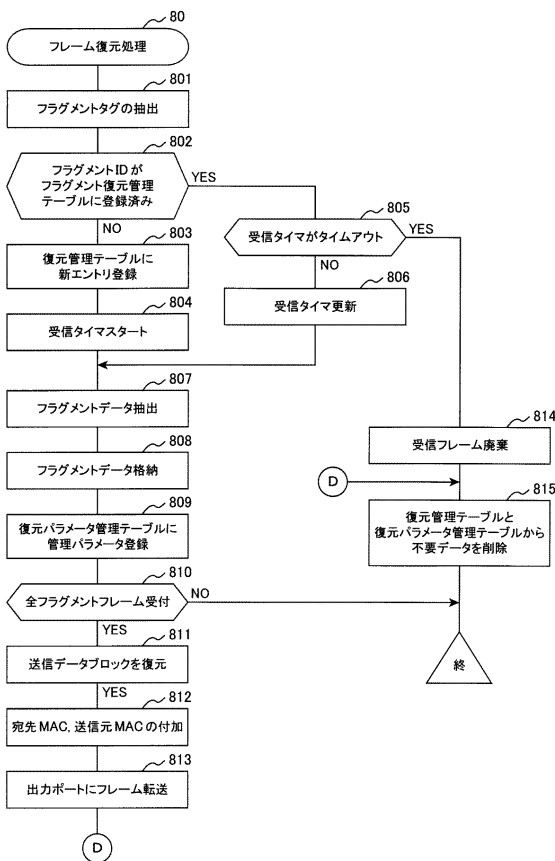 80
フレーム復元処理
801
フラグメントタグの抽出
802
フラグメントIDが
フラグメント復元管理
テーブルに登録済み
YES
NO
805
受信タイマがタイムアウト
YES
NO
803
復元管理テーブルに
新エントリ登録
806
受信タイマ更新
804
受信タイマスタート
807
フラグメントデータ抽出
814
受信フレーム廃棄
808
フラグメントデータ格納
D
815
復元管理テーブルと
復元パラメータ管理テーブルから
不要データを削除
809
復元パラメータ管理テーブルに
管理パラメータ登録
810
全フラグメントフレーム受付
NO
YES
811
送信データブロックを復元
終
YES
812
宛先MAC, 送信元MACの付加
813
出力ポートにフレーム転送
D